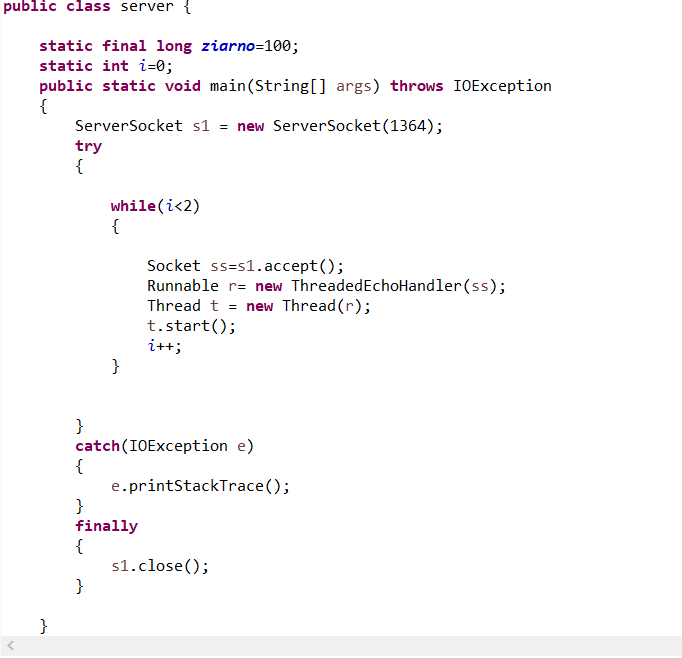 public class server {
static final long ziarno=100;
static int i=0;
public static void main(String[] args) throws IOException
{
ServerSocket s1 = new ServerSocket(1364);
try
{
while(i<2)
{
Socket ss=s1.accept();
Runnable r= new ThreadedEchoHandler(ss);
Thread t = new Thread(r);
t.start();
i++;
}
}
catch(IOException e)
{
e.printStackTrace();
}
finally
{
s1.close();
}
}